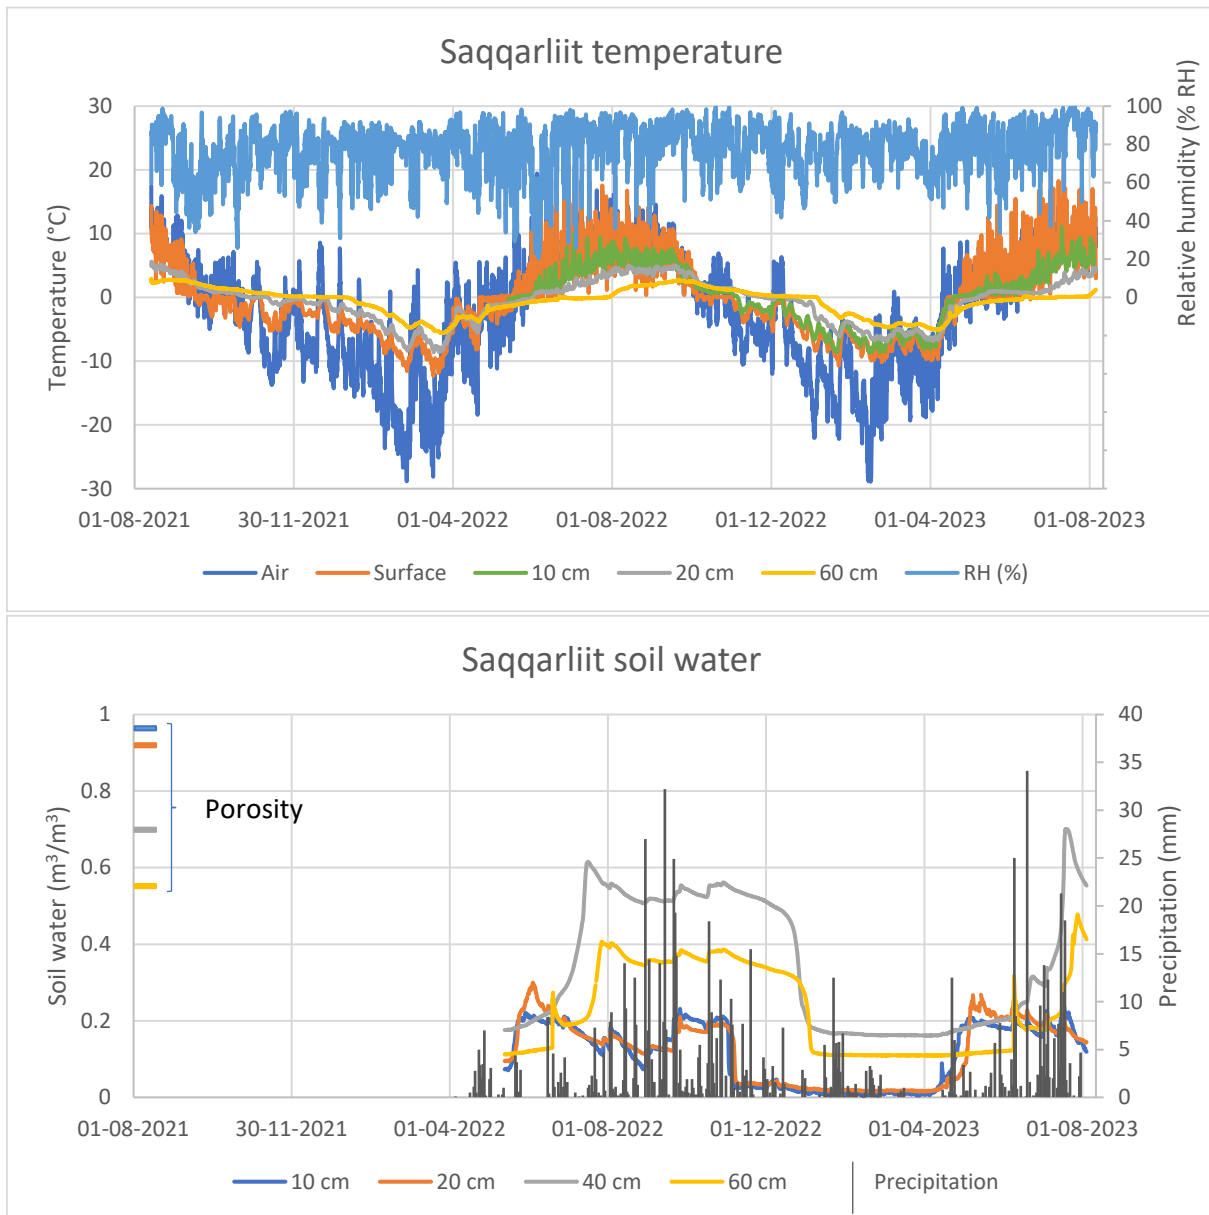 Saqqarliit temperature
Temperature (°C)
30
20
10
0
-10
-20
-30
Relative humidity (% RH)
100
80
60
40
20
0
01-08-2021 30-11-2021 01-04-2022 01-08-2022 01-12-2022 01-04-2023 01-08-2023
Air Surface 10 cm 20 cm 60 cm RH (%)
Saqqarliit soil water
Soil water (m³/m³)
1
0.8
0.6
0.4
0.2
0
Porosity
Precipitation (mm)
40
35
30
25
20
15
10
5
0
01-08-2021 30-11-2021 01-04-2022 01-08-2022 01-12-2022 01-04-2023 01-08-2023
10 cm 20 cm 40 cm 60 cm Precipitation